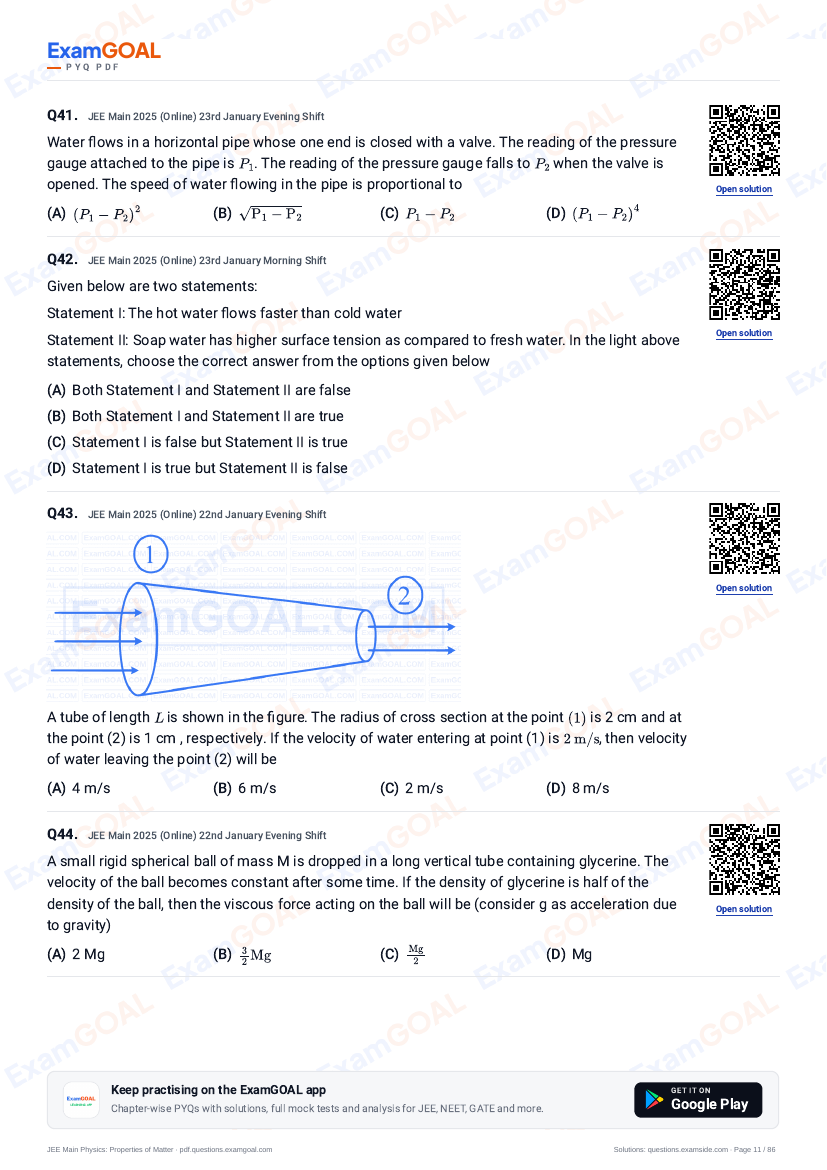 ExamGOAL
PYQ PDF
Q41. JEE Main 2025 (Online) 23rd January Evening Shift
Water flows in a horizontal pipe whose one end is closed with a valve. The reading of the pressure
gauge attached to the pipe is P₁. The reading of the pressure gauge falls to P₂ when the valve is
opened. The speed of water flowing in the pipe is proportional to
(A) (P₁ − P₂)² (B) √(P₁ − P₂) (C) P₁ − P₂ (D) (P₁ − P₂)⁴
Open solution
Q42. JEE Main 2025 (Online) 23rd January Morning Shift
Given below are two statements:
Statement I: The hot water flows faster than cold water
Statement II: Soap water has higher surface tension as compared to fresh water. In the light above
statements, choose the correct answer from the options given below
(A) Both Statement I and Statement II are false
(B) Both Statement I and Statement II are true
(C) Statement I is false but Statement II is true
(D) Statement I is true but Statement II is false
Open solution
Q43. JEE Main 2025 (Online) 22nd January Evening Shift
1
2
ExamGOAL.COM
A tube of length L is shown in the figure. The radius of cross section at the point (1) is 2 cm and at
the point (2) is 1 cm , respectively. If the velocity of water entering at point (1) is 2 m/s, then velocity
of water leaving the point (2) will be
(A) 4 m/s (B) 6 m/s (C) 2 m/s (D) 8 m/s
Open solution
Q44. JEE Main 2025 (Online) 22nd January Evening Shift
A small rigid spherical ball of mass M is dropped in a long vertical tube containing glycerine. The
velocity of the ball becomes constant after some time. If the density of glycerine is half of the
density of the ball, then the viscous force acting on the ball will be (consider g as acceleration due
to gravity)
(A) 2 Mg (B) 3/2 Mg (C) Mg/2 (D) Mg
Open solution
Keep practising on the ExamGOAL app
Chapter-wise PYQs with solutions, full mock tests and analysis for JEE, NEET, GATE and more.
GET IT ON
Google Play
JEE Main Physics: Properties of Matter · pdf.questions.examgoal.com
Solutions: questions.examside.com · Page 11 / 86